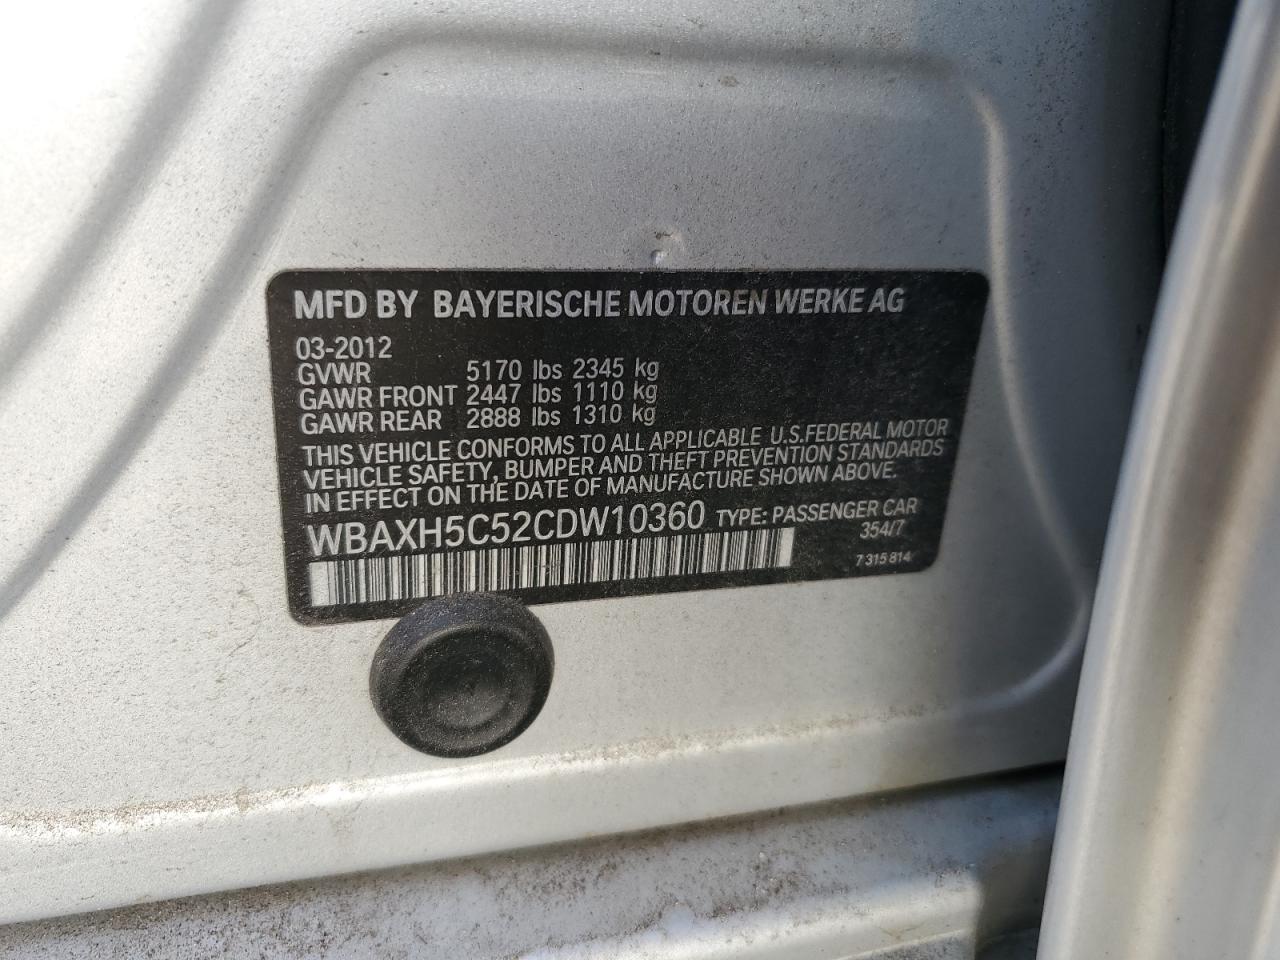 MFD BY BAYERISCHE MOTOREN WERKE AG
03-2012
GVWR 5170 lbs 2345 kg
GAWR FRONT 2447 lbs 1110 kg
GAWR REAR 2888 lbs 1310 kg
THIS VEHICLE CONFORMS TO ALL APPLICABLE U.S.FEDERAL MOTOR
VEHICLE SAFETY, BUMPER AND THEFT PREVENTION STANDARDS
IN EFFECT ON THE DATE OF MANUFACTURE SHOWN ABOVE.
WBAXH5C52CDW10360 TYPE: PASSENGER CAR
354/7
7 315 814